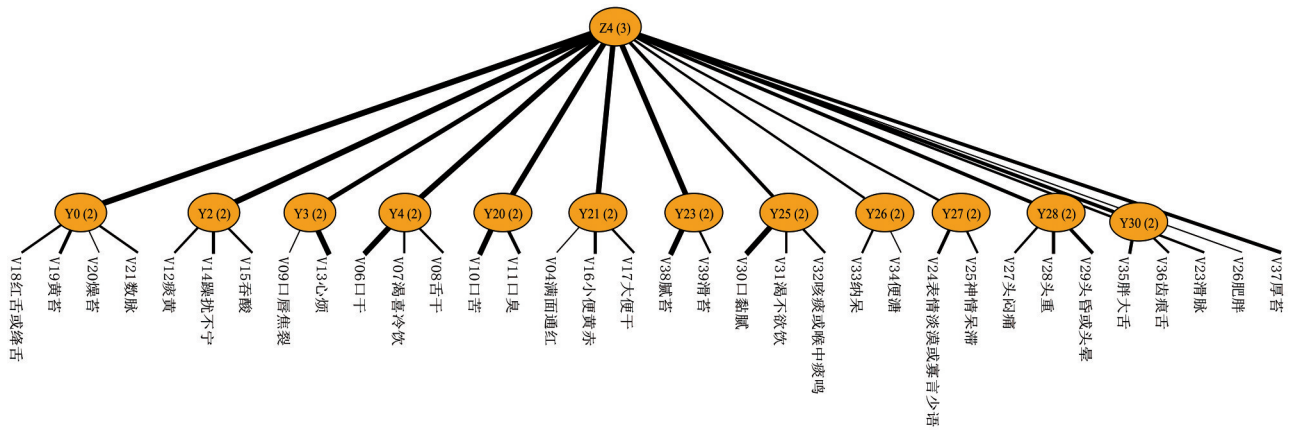 Z4 (3)
Y0 (2)
Y2 (2)
Y3 (2)
Y4 (2)
Y20 (2)
Y21 (2)
Y23 (2)
Y25 (2)
Y26 (2)
Y27 (2)
Y28 (2)
Y30 (2)
V18红舌或绛舌
V19黄苔
V20燥苔
V21数脉
V12痰黄
V14躁扰不宁
V15吞酸
V09口唇焦裂
V13心烦
V06口干
V07渴喜冷饮
V08舌干
V10口苦
V11口臭
V04满面通红
V16小便黄赤
V17大便干
V38腻苔
V39滑苔
V30口黏腻
V31渴不欲饮
V32咳痰或喉中痰鸣
V33纳呆
V34便溏
V24表情淡漠或寡言少语
V25神情呆滞
V27头闷痛
V28头重
V29头昏或头晕
V35胖大舌
V36齿痕舌
V23滑脉
V26肥胖
V37厚苔